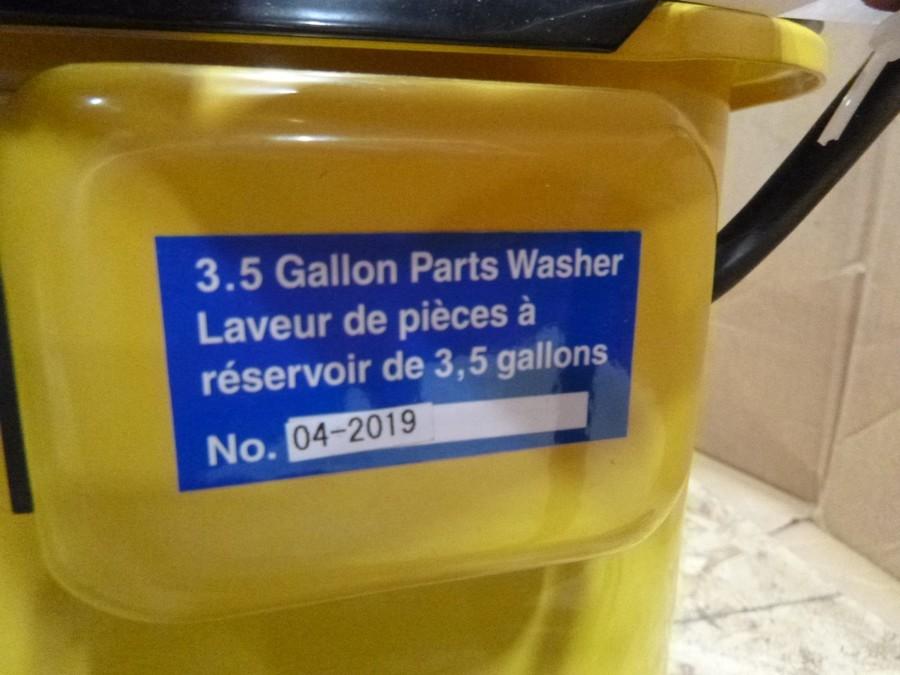 3.5 Gallon Parts Washer
Laveur de pièces à
réservoir de 3,5 gallons
No. 04-2019